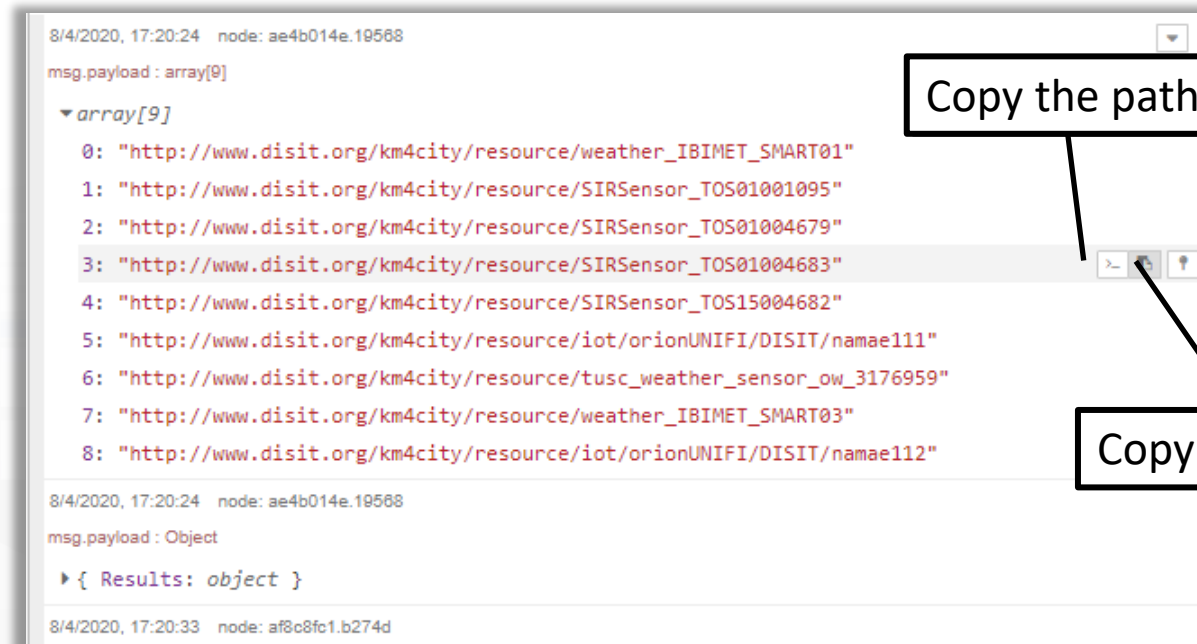 8/4/2020, 17:20:24 node: ae4b014e.19568
msg.payload : array[9]
Copy the path
array[9]
0: "http://www.disit.org/km4city/resource/weather_IBIMET_SMART01"
1: "http://www.disit.org/km4city/resource/SIRSensor_TOS01001095"
2: "http://www.disit.org/km4city/resource/SIRSensor_TOS01004679"
3: "http://www.disit.org/km4city/resource/SIRSensor_TOS01004683"
4: "http://www.disit.org/km4city/resource/SIRSensor_TOS15004682"
5: "http://www.disit.org/km4city/resource/iot/orionUNIFI/DISIT/namae111"
6: "http://www.disit.org/km4city/resource/tusc_weather_sensor_ow_3176959"
7: "http://www.disit.org/km4city/resource/weather_IBIMET_SMART03"
8: "http://www.disit.org/km4city/resource/iot/orionUNIFI/DISIT/namae112"
Copy
8/4/2020, 17:20:24 node: ae4b014e.19568
msg.payload : Object
{ Results: object }
8/4/2020, 17:20:33 node: af8c8fc1.b274d